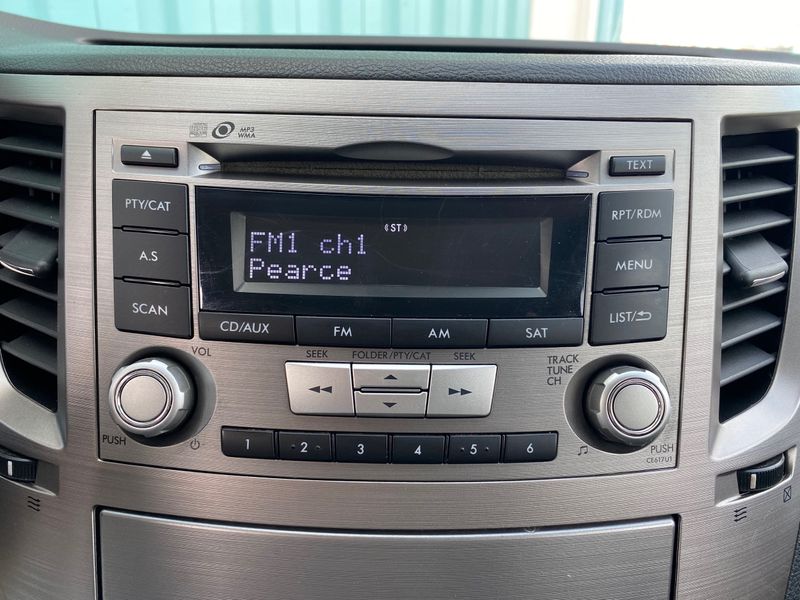 MP3
WMA
TEXT
PTY/CAT
A.S
SCAN
((ST))
FM1 ch1
Pearce
RPT/RDM
MENU
LIST/
CD/AUX FM AM SAT
VOL
SEEK FOLDER/PTY/CAT SEEK
TRACK
TUNE
CH
PUSH
1 2 3 4 5 6
PUSH
CE617U1